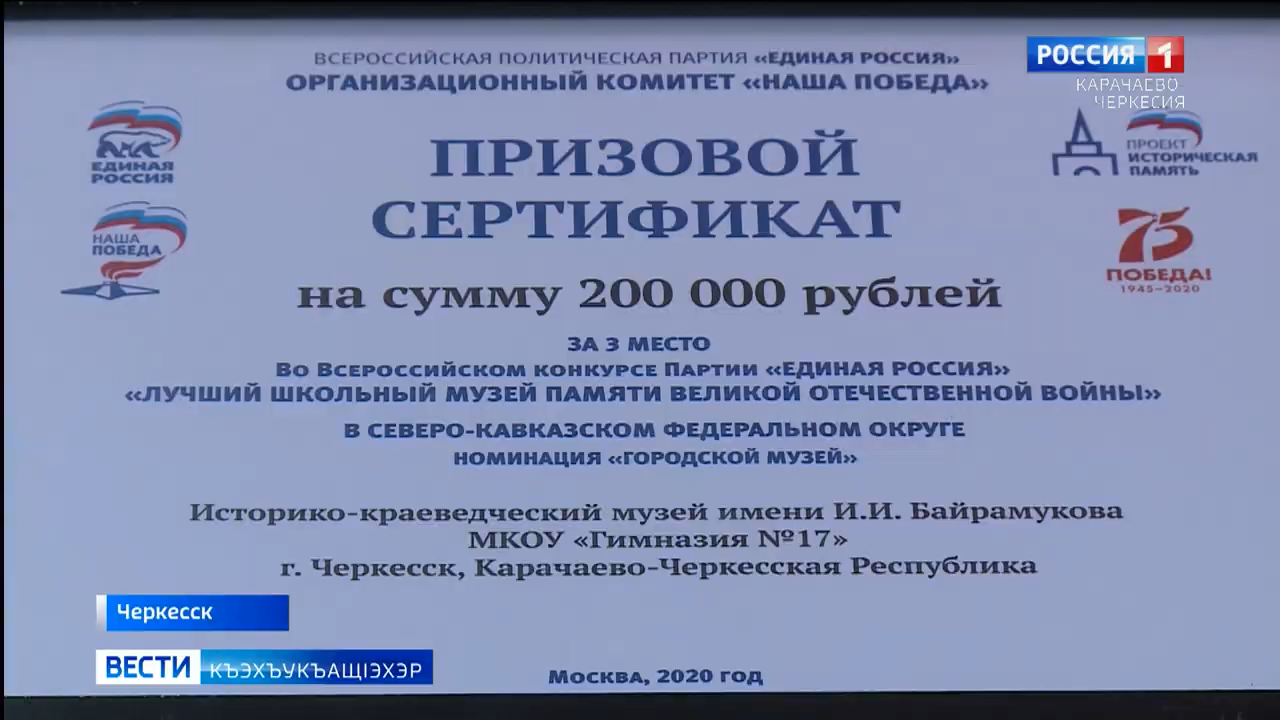 ВСЕРОССИЙСКАЯ ПОЛИТИЧЕСКАЯ ПАРТИЯ «ЕДИНАЯ РОССИЯ»
ОРГАНИЗАЦИОННЫЙ КОМИТЕТ «НАША ПОБЕДА»
РОССИЯ 1
КАРАЧАЕВО
ЧЕРКЕСИЯ
ЕДИНАЯ
РОССИЯ
НАША
ПОБЕДА
ПРОЕКТ
ИСТОРИЧЕСКАЯ
ПАМЯТЬ
75
ПОБЕДА!
1945-2020
ПРИЗОВОЙ
СЕРТИФИКАТ
на сумму 200 000 рублей
ЗА 3 МЕСТО
Во Всероссийском конкурсе Партии «ЕДИНАЯ РОССИЯ»
«ЛУЧШИЙ ШКОЛЬНЫЙ МУЗЕЙ ПАМЯТИ ВЕЛИКОЙ ОТЕЧЕСТВЕННОЙ ВОЙНЫ»
В СЕВЕРО-КАВКАЗСКОМ ФЕДЕРАЛЬНОМ ОКРУГЕ
НОМИНАЦИЯ «ГОРОДСКОЙ МУЗЕЙ»
Историко-краеведческий музей имени И.И. Байрамукова
МКОУ «Гимназия №17»
г. Черкесск, Карачаево-Черкесская Республика
Черкесск
ВЕСТИ КЪЭХЪУКЪАЩIЭХЭР
Москва, 2020 год